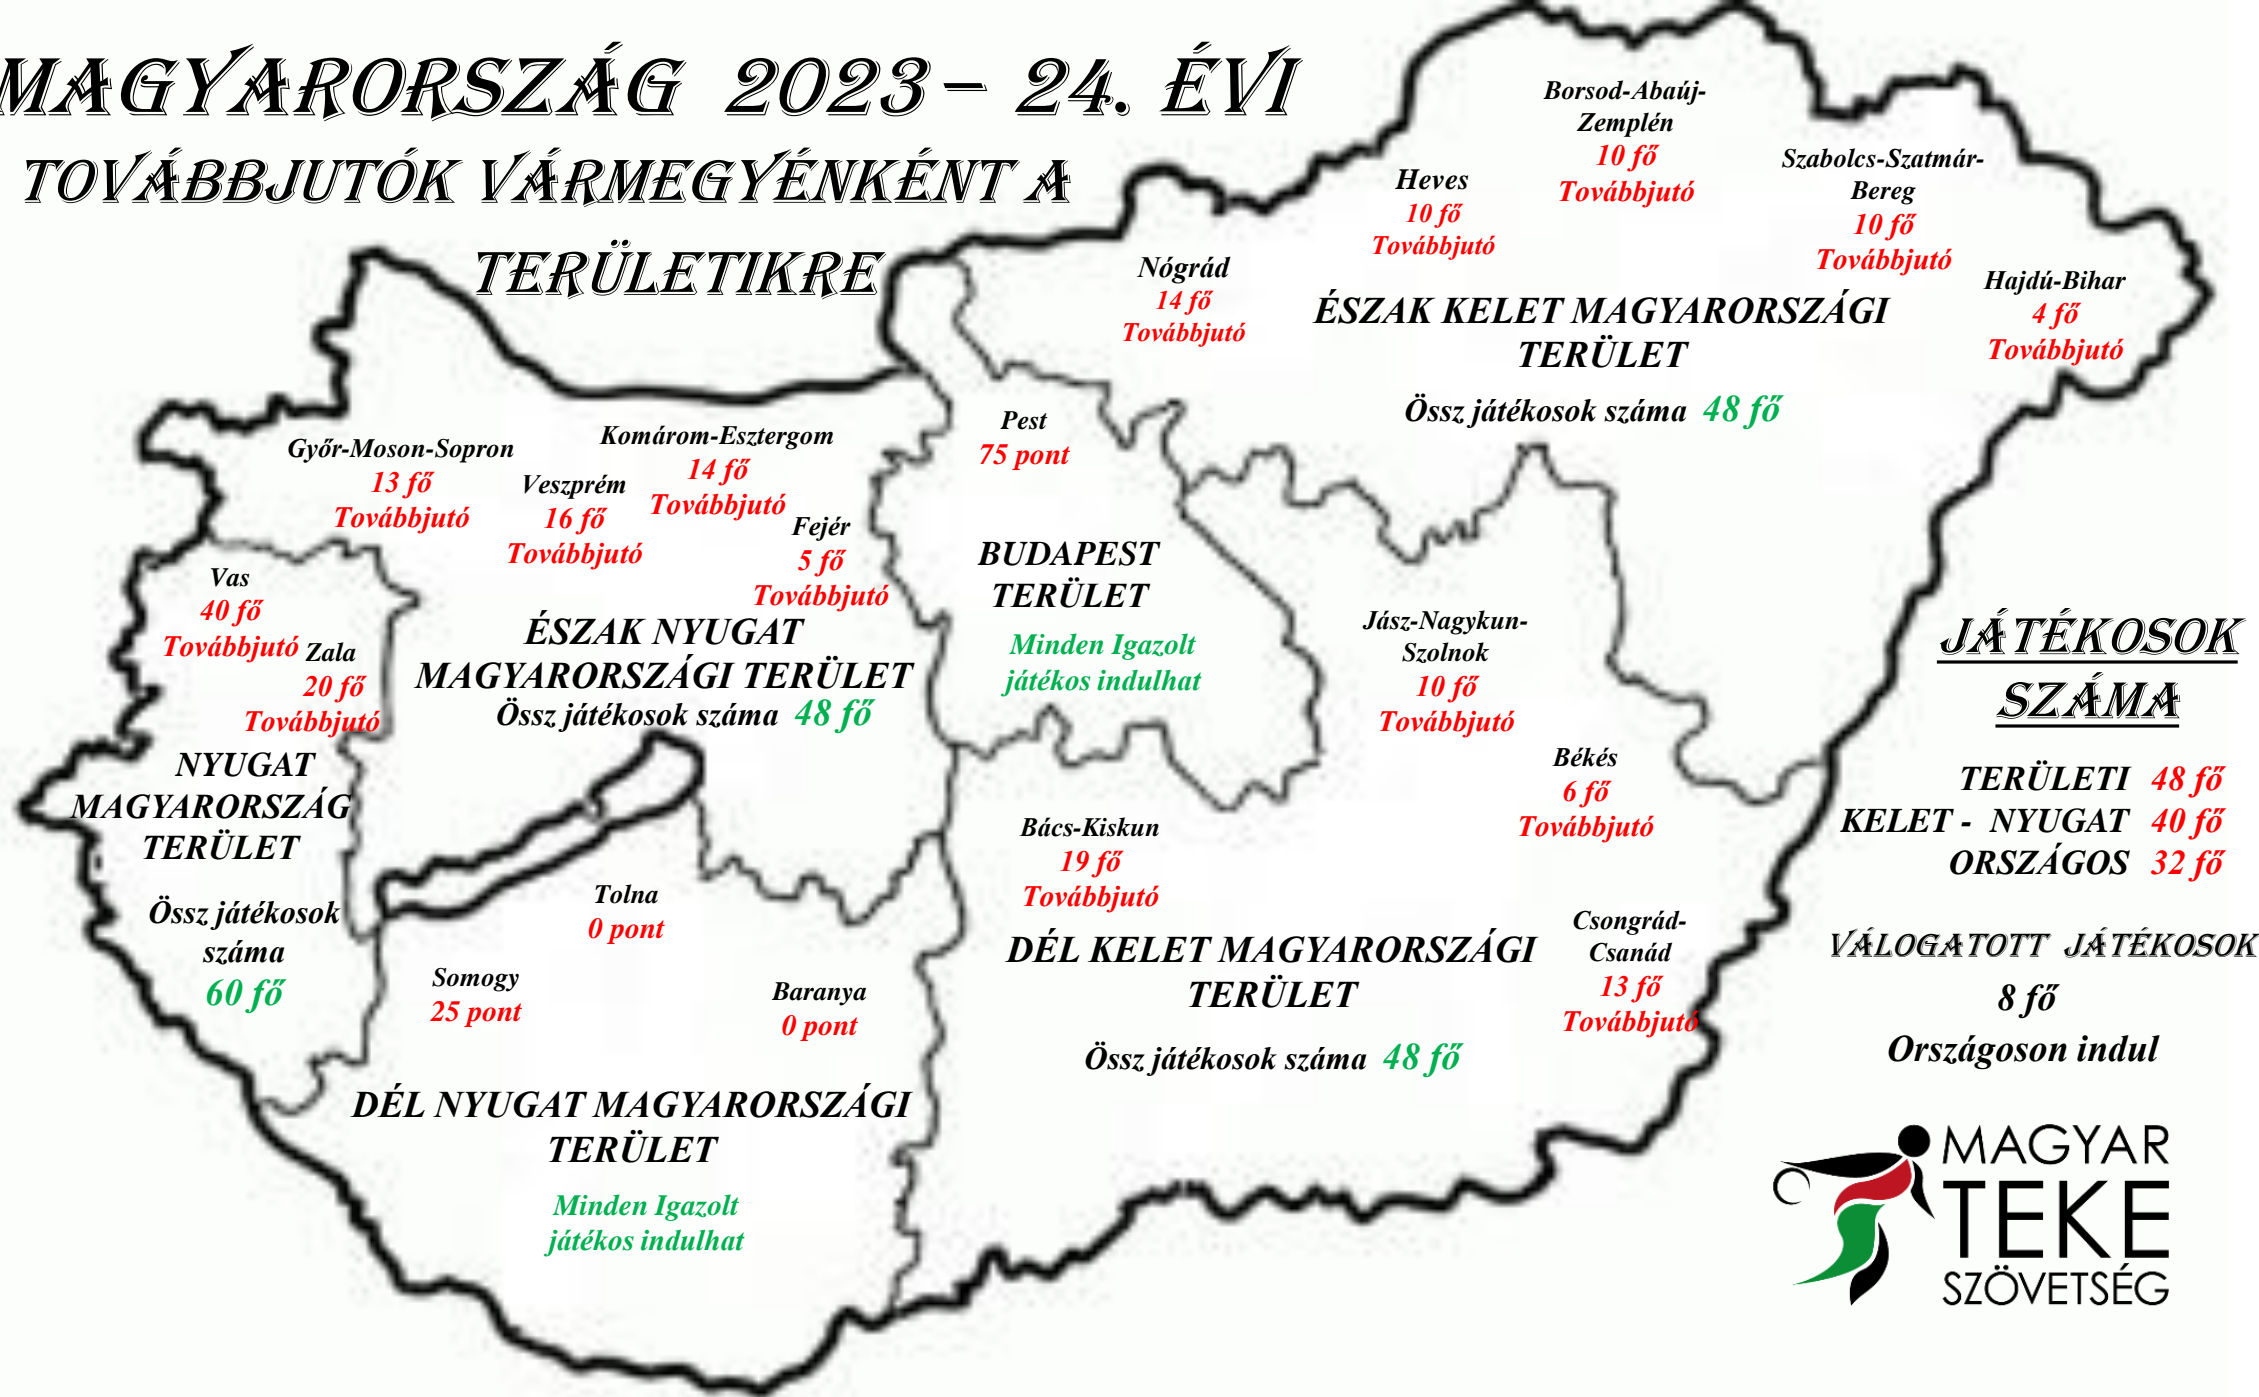 MAGYARORSZÁG 2023 – 24. ÉVI
TOVÁBBJUTÓK VÁRMEGYÉNKÉNT A
TERÜLETIKRE
Borsod-Abaúj-
Zemplén
10 fő
Továbbjutó
Szabolcs-Szatmár-
Bereg
10 fő
Továbbjutó
Heves
10 fő
Továbbjutó
Nógrád
14 fő
Továbbjutó
Hajdú-Bihar
4 fő
Továbbjutó
ÉSZAK KELET MAGYARORSZÁGI
TERÜLET
Össz játékosok száma 48 fő
Győr-Moson-Sopron
13 fő
Továbbjutó
Veszprém
16 fő
Továbbjutó
Komárom-Esztergom
14 fő
Továbbjutó
Fejér
5 fő
Továbbjutó
ÉSZAK NYUGAT
MAGYARORSZÁGI TERÜLET
Össz játékosok száma 48 fő
Pest
75 pont
BUDAPEST
TERÜLET
Minden Igazolt
játékos indulhat
Vas
40 fő
Továbbjutó
Zala
20 fő
Továbbjutó
NYUGAT
MAGYARORSZÁG
TERÜLET
Össz játékosok
száma
60 fő
Jász-Nagykun-
Szolnok
10 fő
Továbbjutó
Békés
6 fő
Továbbjutó
Bács-Kiskun
19 fő
Továbbjutó
Csongrád-
Csanád
13 fő
Továbbjutó
DÉL KELET MAGYARORSZÁGI
TERÜLET
Össz játékosok száma 48 fő
Tolna
0 pont
Somogy
25 pont
Baranya
0 pont
DÉL NYUGAT MAGYARORSZÁGI
TERÜLET
Minden Igazolt
játékos indulhat
JÁTÉKOSOK
SZÁMA
TERÜLETI 48 fő
KELET - NYUGAT 40 fő
ORSZÁGOS 32 fő
VÁLOGATOTT JÁTÉKOSOK
8 fő
Országoson indul
MAGYAR
TEKE
SZÖVETSÉG